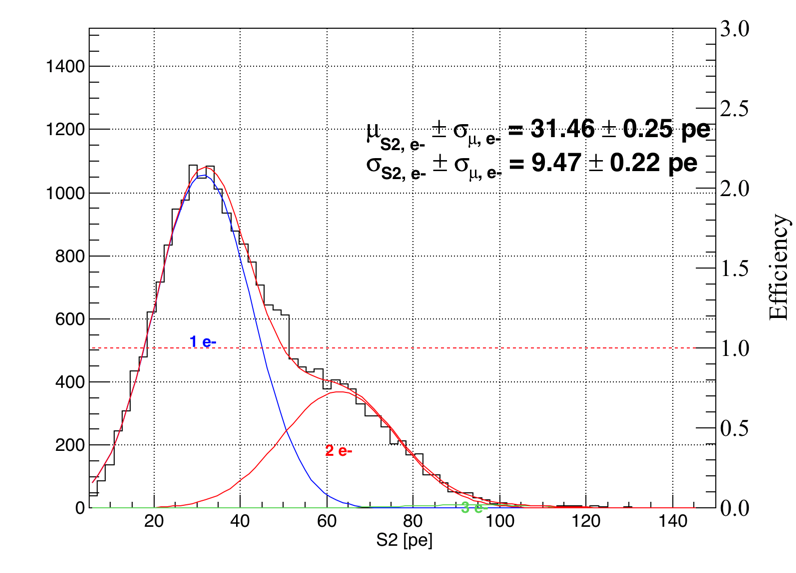 3.0
1400
2.5
1200
μS2, e- ± σμ, e- = 31.46 ± 0.25 pe
σS2, e- ± σμ, e- = 9.47 ± 0.22 pe
1000
2.0
800
1.5
Efficiency
600
1 e-
1.0
400
2 e-
0.5
200
3 e-
0
0.0
20 40 60 80 100 120 140
S2 [pe]